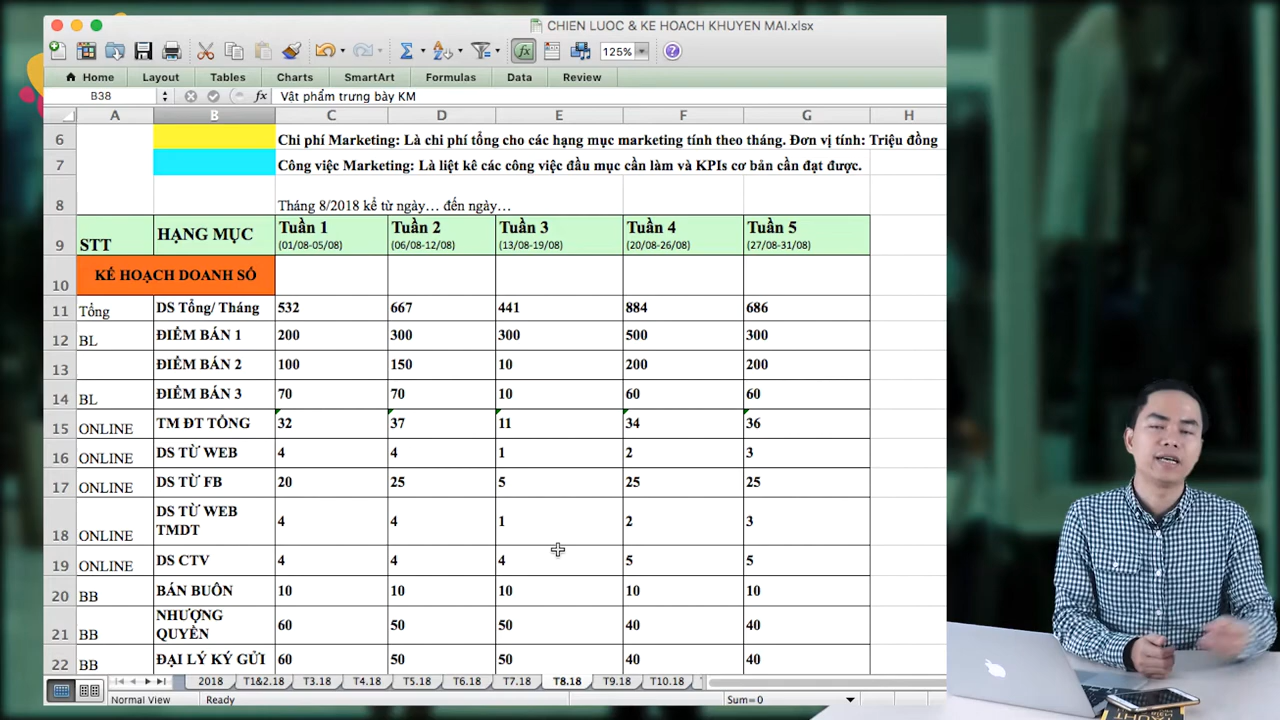 CHIEN LUOC & KE HOACH KHUYEN MAI.xlsx
125%
Home Layout Tables Charts SmartArt Formulas Data Review
B38 fx Vật phẩm trưng bày KM
A B C D E F G H
6 Chi phí Marketing: Là chi phí tổng cho các hạng mục marketing tính theo tháng. Đơn vị tính: Triệu đồng
7 Công việc Marketing: Là liệt kê các công việc đầu mục cần làm và KPIs cơ bản cần đạt được.
8 Tháng 8/2018 kể từ ngày… đến ngày…
9 STT HẠNG MỤC Tuần 1 Tuần 2 Tuần 3 Tuần 4 Tuần 5
(01/08-05/08) (06/08-12/08) (13/08-19/08) (20/08-26/08) (27/08-31/08)
10 KẾ HOẠCH DOANH SỐ
11 Tổng DS Tổng/ Tháng 532 667 441 884 686
12 BL ĐIỂM BÁN 1 200 300 300 500 300
13 ĐIỂM BÁN 2 100 150 10 200 200
14 BL ĐIỂM BÁN 3 70 70 10 60 60
15 ONLINE TM ĐT TỔNG 32 37 11 34 36
16 ONLINE DS TỪ WEB 4 4 1 2 3
17 ONLINE DS TỪ FB 20 25 5 25 25
18 ONLINE DS TỪ WEB TMDT 4 4 1 2 3
19 ONLINE DS CTV 4 4 4 5 5
20 BB BÁN BUÔN 10 10 10 10 10
21 BB NHƯỢNG QUYỀN 60 50 50 40 40
22 BB ĐẠI LÝ KÝ GỬI 60 50 50 40 40
2018 T1&2.18 T3.18 T4.18 T5.18 T6.18 T7.18 T8.18 T9.18 T10.18
Normal View Ready Sum=0